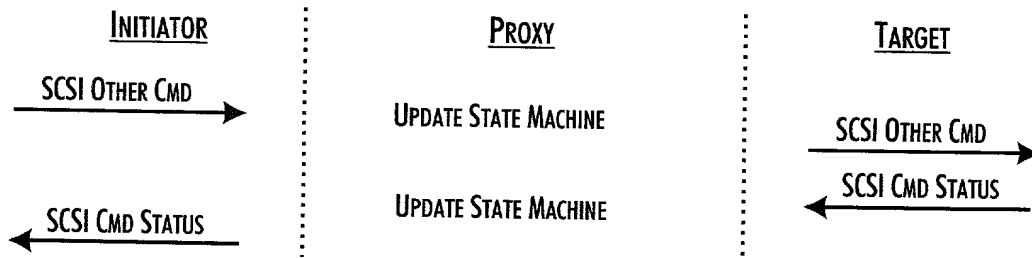 INITIATOR
PROXY
TARGET
SCSI OTHER CMD
UPDATE STATE MACHINE
SCSI OTHER CMD
SCSI CMD STATUS
UPDATE STATE MACHINE
SCSI CMD STATUS